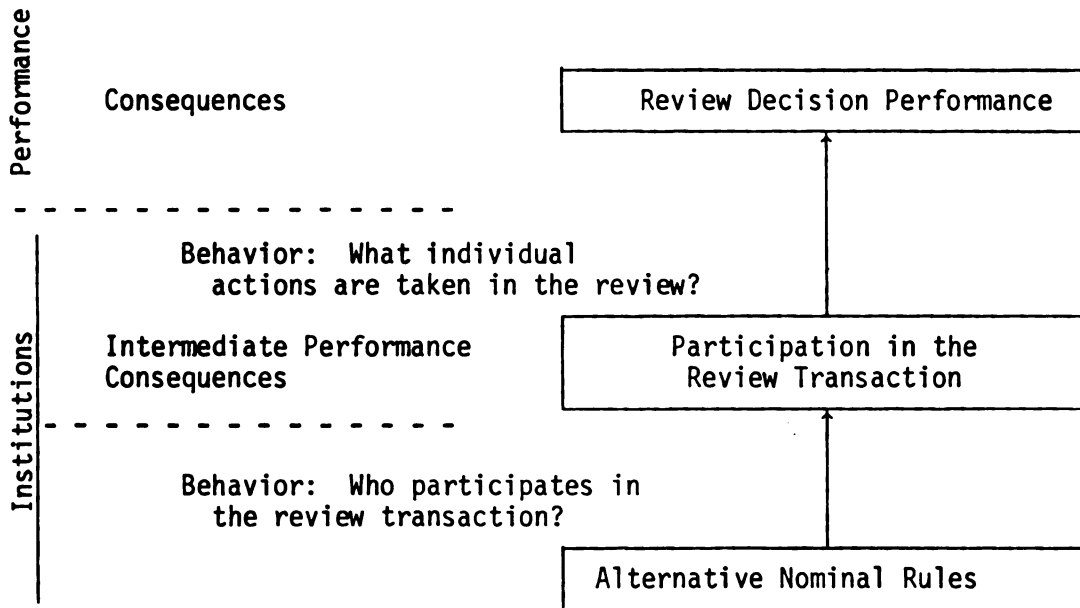 Performance
Consequences
Review Decision Performance
Behavior: What individual
actions are taken in the review?
Institutions
Intermediate Performance
Consequences
Participation in the
Review Transaction
Behavior: Who participates in
the review transaction?
Alternative Nominal Rules